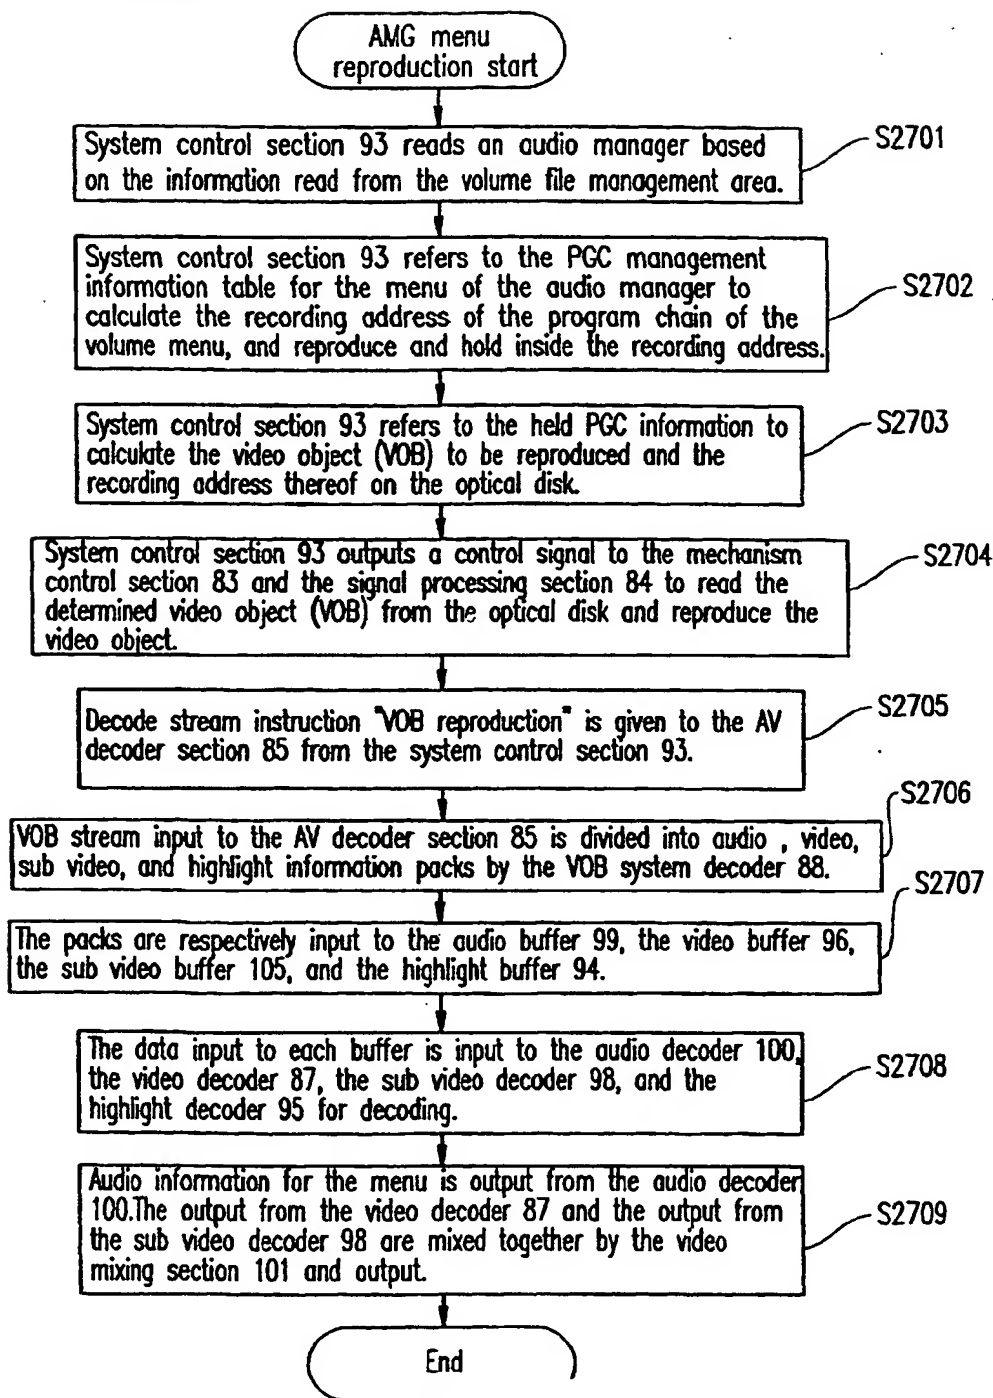 AMG menu
reproduction start
System control section 93 reads an audio manager based
on the information read from the volume file management area.
S2701
System control section 93 refers to the PGC management
information table for the menu of the audio manager to
calculate the recording address of the program chain of the
volume menu, and reproduce and hold inside the recording address.
S2702
System control section 93 refers to the held PGC information to
calculate the video object (VOB) to be reproduced and the
recording address thereof on the optical disk.
S2703
System control section 93 outputs a control signal to the mechanism
control section 83 and the signal processing section 84 to read the
determined video object (VOB) from the optical disk and reproduce the
video object.
S2704
Decode stream instruction "VOB reproduction" is given to the AV
decoder section 85 from the system control section 93.
S2705
VOB stream input to the AV decoder section 85 is divided into audio , video,
sub video, and highlight information packs by the VOB system decoder 88.
S2706
The packs are respectively input to the audio buffer 99, the video buffer 96,
the sub video buffer 105, and the highlight buffer 94.
S2707
The data input to each buffer is input to the audio decoder 100,
the video decoder 87, the sub video decoder 98, and the
highlight decoder 95 for decoding.
S2708
Audio information for the menu is output from the audio decoder
100.The output from the video decoder 87 and the output from
the sub video decoder 98 are mixed together by the video
mixing section 101 and output.
S2709
End